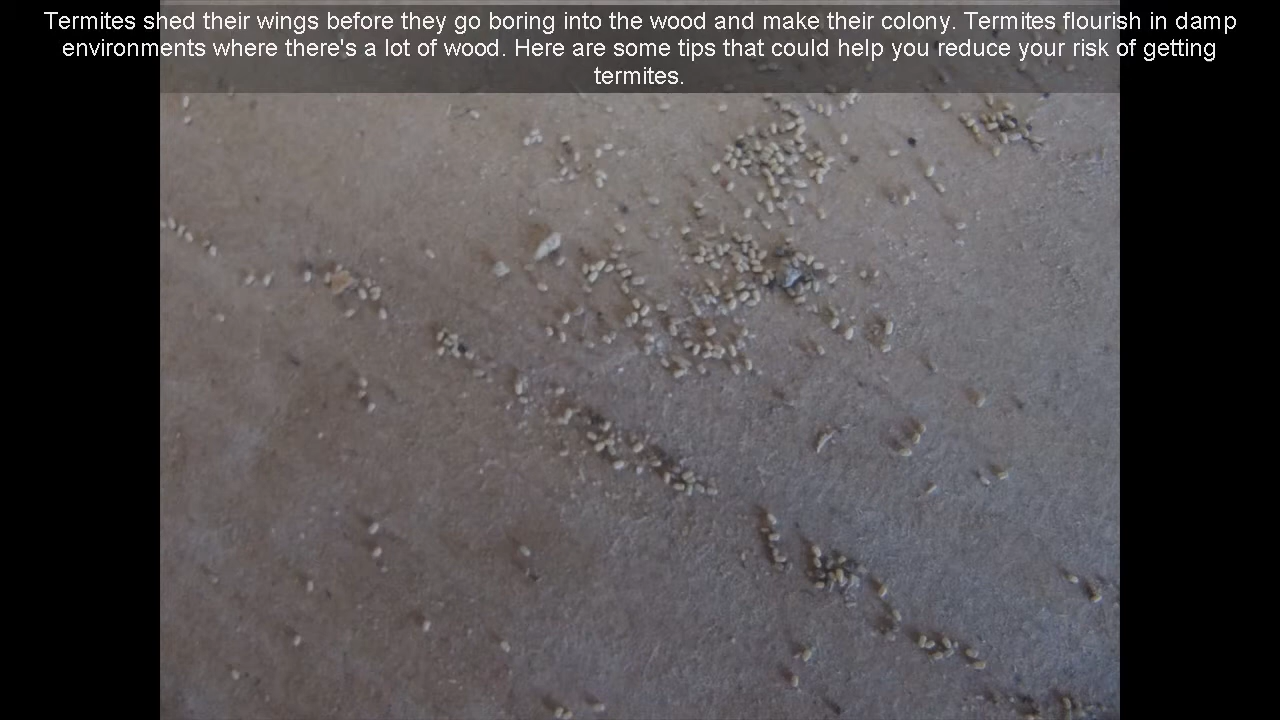 Termites shed their wings before they go boring into the wood and make their colony. Termites flourish in damp
environments where there's a lot of wood. Here are some tips that could help you reduce your risk of getting
termites.